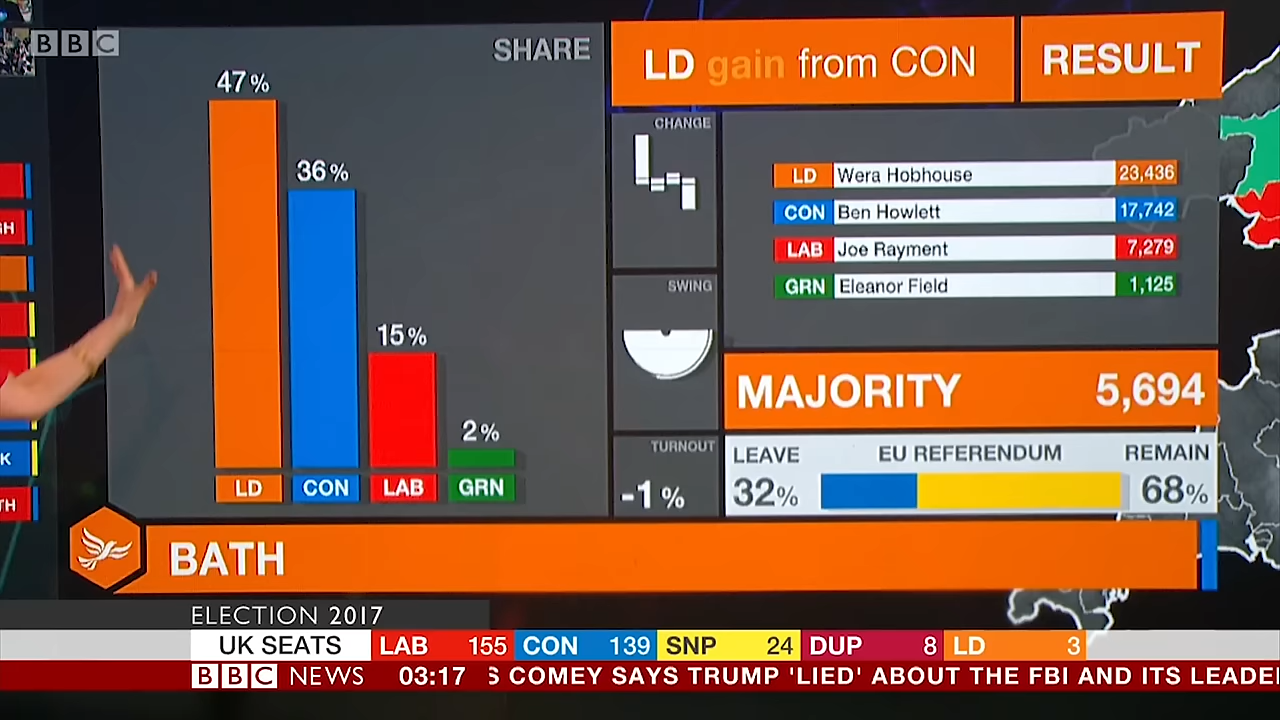 BBC
SHARE
47%
36%
15%
2%
LD
CON
LAB
GRN
LD gain from CON
RESULT
CHANGE
SWING
TURNOUT
-1%
LD Wera Hobhouse 23,436
CON Ben Howlett 17,742
LAB Joe Rayment 7,279
GRN Eleanor Field 1,125
MAJORITY 5,694
LEAVE EU REFERENDUM REMAIN
32% 68%
GH
K
TH
BATH
ELECTION 2017
UK SEATS LAB 155 CON 139 SNP 24 DUP 8 LD 3
BBC NEWS 03:17 S COMEY SAYS TRUMP 'LIED' ABOUT THE FBI AND ITS LEADE